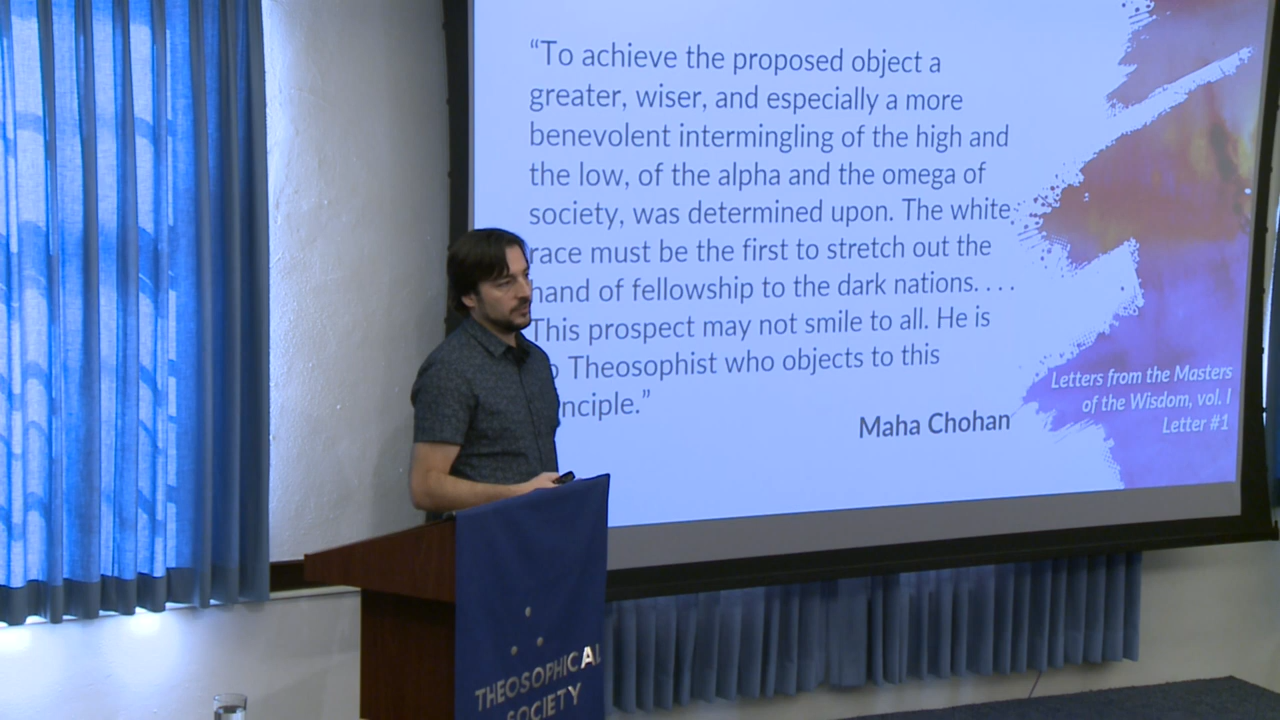 “To achieve the proposed object a
greater, wiser, and especially a more
benevolent intermingling of the high and
the low, of the alpha and the omega of
society, was determined upon. The white
race must be the first to stretch out the
hand of fellowship to the dark nations. . . .
This prospect may not smile to all. He is
Theosophist who objects to this
nciple.”
Maha Chohan
Letters from the Masters
of the Wisdom, vol. I
Letter #1
THEOSOPHICAL
SOCIETY